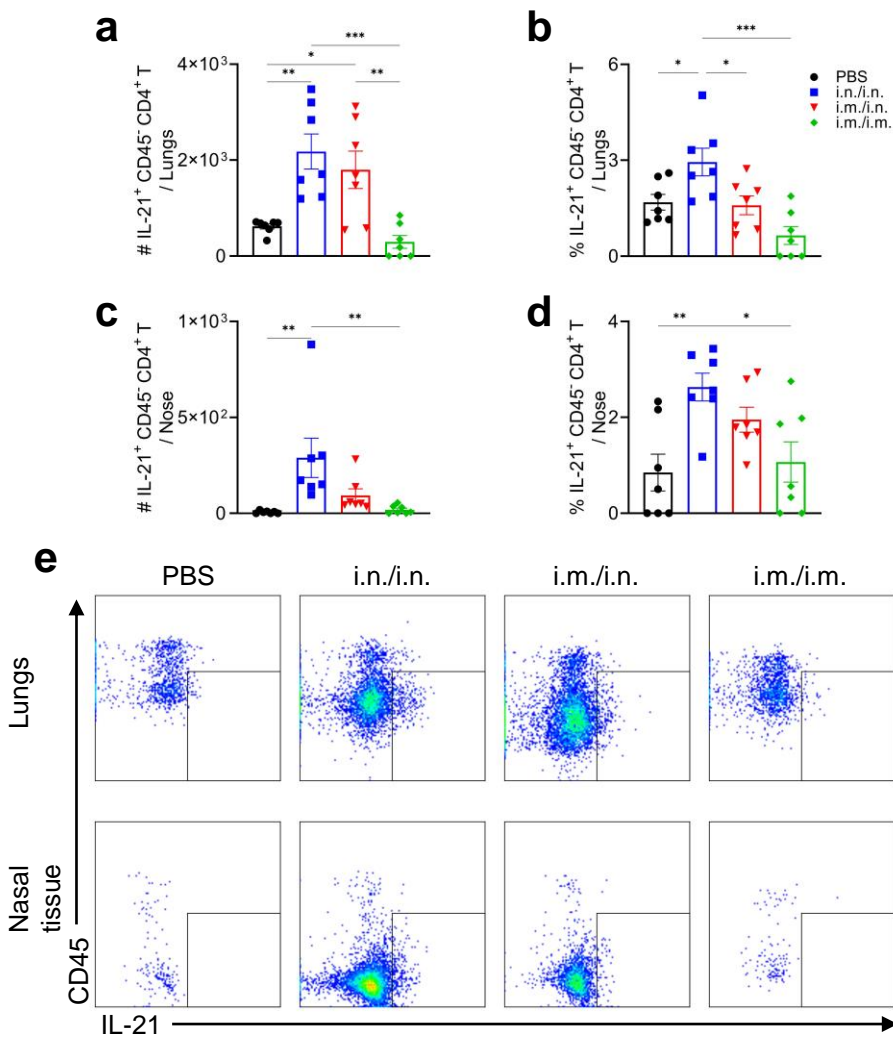 a
***
*
**
**
4×10³
2×10³
0
# IL-21⁺ CD45⁻ CD4⁺ T
/ Lungs
b
***
*
*
6
3
0
% IL-21⁺ CD45⁻ CD4⁺ T
/ Lungs
PBS
i.n./i.n.
i.m./i.n.
i.m./i.m.
c
**
**
1×10³
5×10²
0
# IL-21⁺ CD45⁻ CD4⁺ T
/ Nose
d
**
*
4
2
0
% IL-21⁺ CD45⁻ CD4⁺ T
/ Nose
e
PBS
i.n./i.n.
i.m./i.n.
i.m./i.m.
Lungs
Nasal
tissue
CD45
IL-21